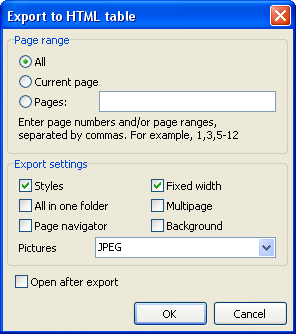 Export to HTML table
Page range
All
Current page
Pages:
Enter page numbers and/or page ranges,
separated by commas. For example, 1,3,5-12
Export settings
Styles Fixed width
All in one folder Multipage
Page navigator Background
Pictures JPEG
Open after export
OK Cancel